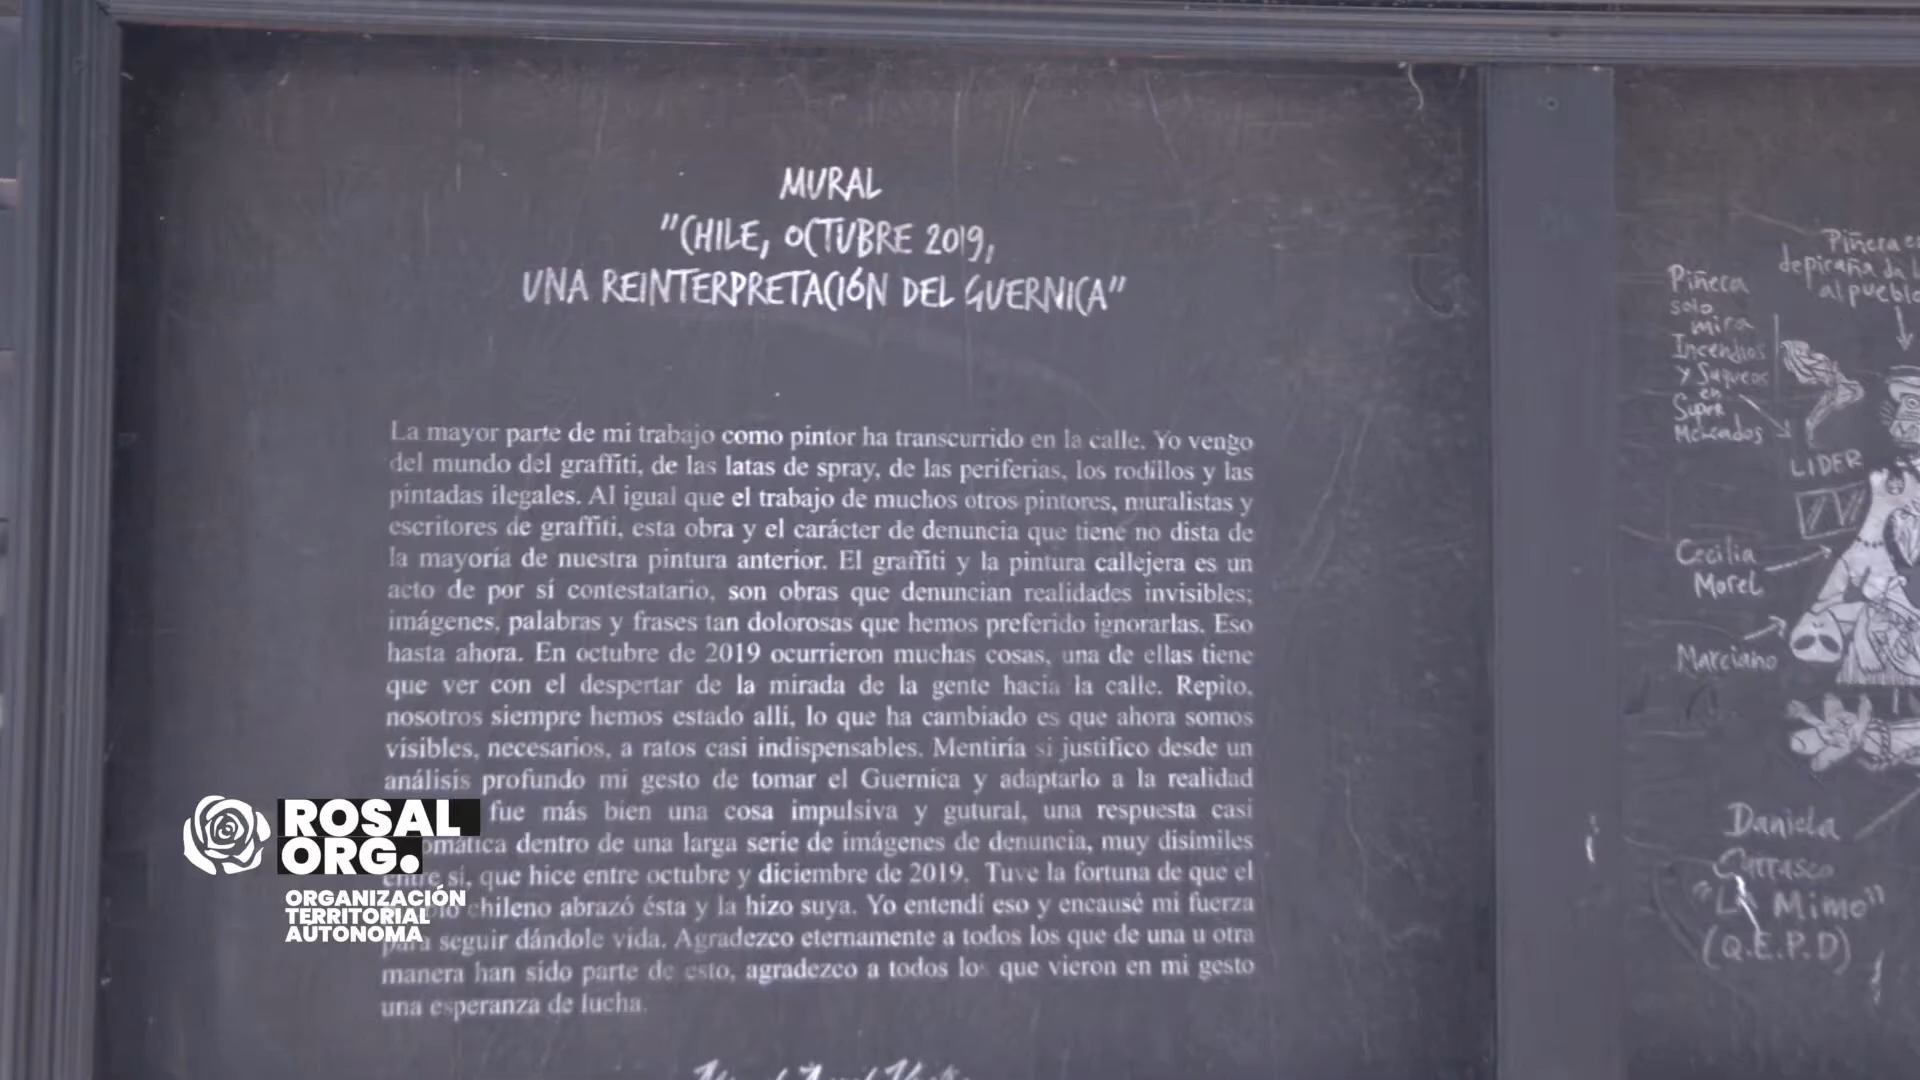 MURAL
"CHILE, OCTUBRE 2019,
UNA REINTERPRETACIÓN DEL GUERNICA"
La mayor parte de mi trabajo como pintor ha transcurrido en la calle. Yo vengo
del mundo del graffiti, de las latas de spray, de las periferias, los rodillos y las
pintadas ilegales. Al igual que el trabajo de muchos otros pintores, muralistas y
escritores de graffiti, esta obra y el carácter de denuncia que tiene no dista de
la mayoría de nuestra pintura anterior. El graffiti y la pintura callejera es un
acto de por sí contestatario, son obras que denuncian realidades invisibles;
imágenes, palabras y frases tan dolorosas que hemos preferido ignorarlas. Eso
hasta ahora. En octubre de 2019 ocurrieron muchas cosas, una de ellas tiene
que ver con el despertar de la mirada de la gente hacia la calle. Repito,
nosotros siempre hemos estado allí, lo que ha cambiado es que ahora somos
visibles, necesarios, a ratos casi indispensables. Mentiría si justifico desde un
análisis profundo mi gesto de tomar el Guernica y adaptarlo a la realidad
fue más bien una cosa impulsiva y gutural, una respuesta casi
omática dentro de una larga serie de imágenes de denuncia, muy disímiles
entre sí, que hice entre octubre y diciembre de 2019. Tuve la fortuna de que el
chileno abrazó ésta y la hizo suya. Yo entendí eso y encausé mi fuerza
para seguir dándole vida. Agradezco eternamente a todos los que de una u otra
manera han sido parte de esto, agradezco a todos los que vieron en mi gesto
una esperanza de lucha.
ROSAL
ORG.
ORGANIZACIÓN
TERRITORIAL
AUTONOMA
Piñera
depiraña da
al pueblo
Piñera
solo
mira
Incendios
y Saqueos
en
Super
Mercados
LIDER
Cecilia
Morel
Marciano
Daniela
Carrasco
"La Mimo"
(Q.E.P.D)